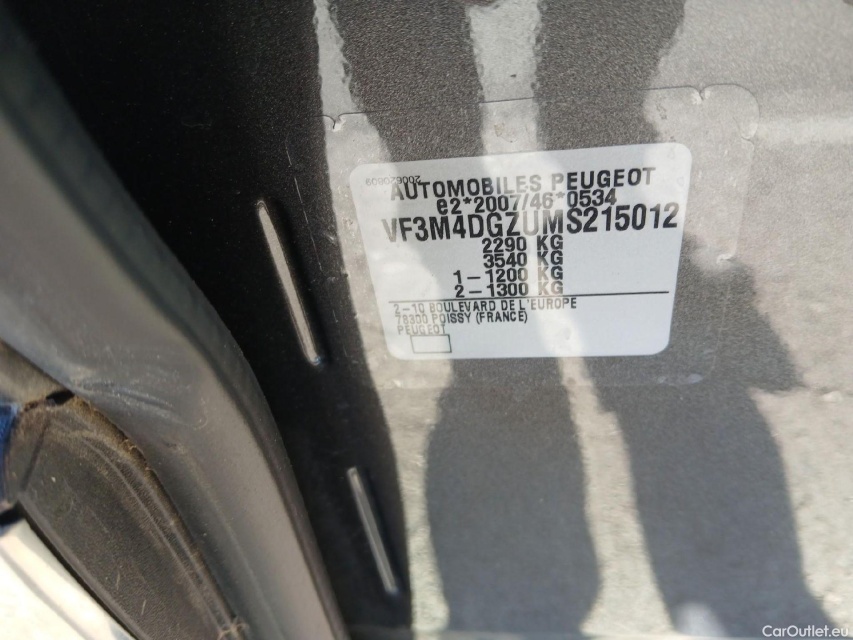 200620609
AUTOMOBILES PEUGEOT
e2*2007/46*0534
VF3M4DGZUMS215012
2290 KG
3540 KG
1-1200 KG
2-1300 KG
2-10 BOULEVARD DE L'EUROPE
78300 POISSY (FRANCE)
PEUGEOT
CarOutlet.eu